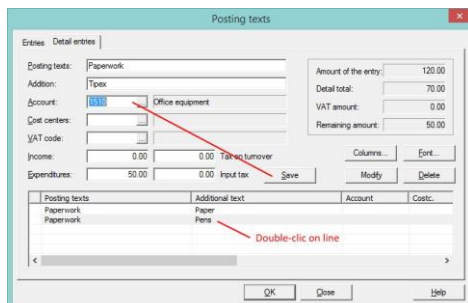 Posting texts
Entries Detail entries
Posting texts: Paperwork
Addition: Tipex
Account: 1510 ... Office equipment
Cost centers: ...
VAT code: ...
Income: 0.00 0.00 Tax on turnover
Expenditures: 50.00 0.00 Input tax Save
Amount of the entry: 120.00
Detail total: 70.00
VAT amount: 0.00
Remaining amount: 50.00
Columns... Font...
Modify Delete
Posting texts Additional text Account Costc.
Paperwork Paper
Paperwork Pens
Double-clic on line
OK Close Help